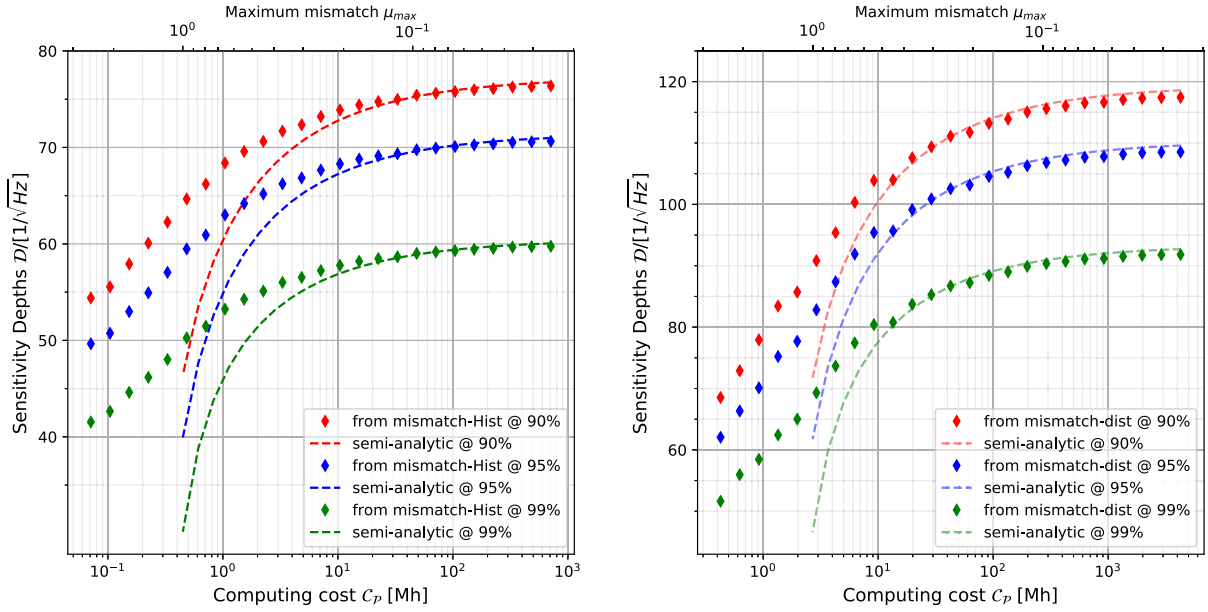 Maximum mismatch μmax
10⁰ 10⁻¹
80
70
60
50
40
Sensitivity Depths 𝒟/[1/√Hz]
from mismatch-Hist @ 90%
semi-analytic @ 90%
from mismatch-Hist @ 95%
semi-analytic @ 95%
from mismatch-Hist @ 99%
semi-analytic @ 99%
10⁻¹ 10⁰ 10¹ 10² 10³
Computing cost 𝒞𝒫 [Mh]
Maximum mismatch μmax
10⁰ 10⁻¹
120
100
80
60
Sensitivity Depths 𝒟/[1/√Hz]
from mismatch-dist @ 90%
semi-analytic @ 90%
from mismatch-dist @ 95%
semi-analytic @ 95%
from mismatch-dist @ 99%
semi-analytic @ 99%
10⁰ 10¹ 10² 10³
Computing cost 𝒞𝒫 [Mh]